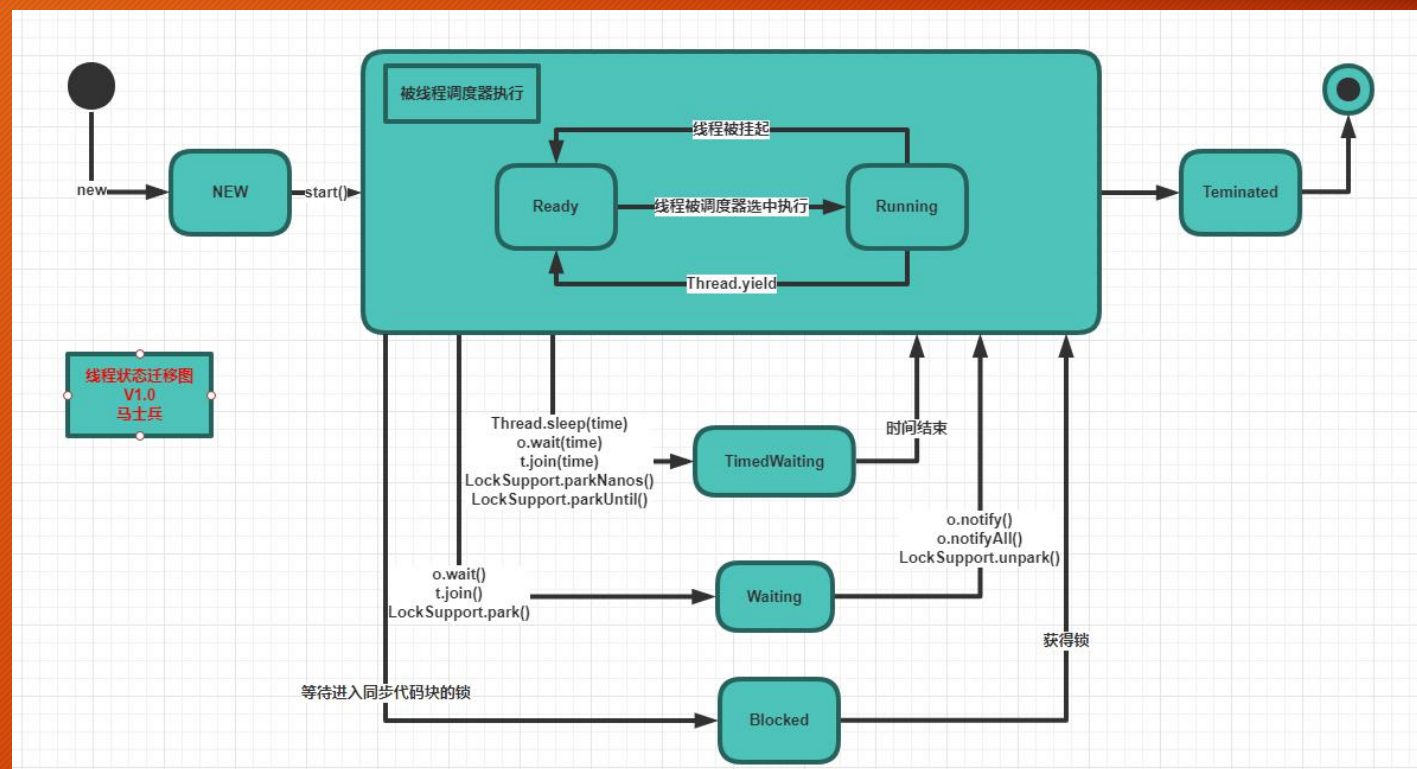 被线程调度器执行
线程被挂起
new
NEW
start()
Ready
线程被调度器选中执行
Running
Teminated
Thread.yield
线程状态迁移图
V1.0
马士兵
Thread.sleep(time)
o.wait(time)
t.join(time)
LockSupport.parkNanos()
LockSupport.parkUntil()
TimedWaiting
时间结束
o.notify()
o.notifyAll()
LockSupport.unpark()
o.wait()
t.join()
LockSupport.park()
Waiting
获得锁
等待进入同步代码块的锁
Blocked